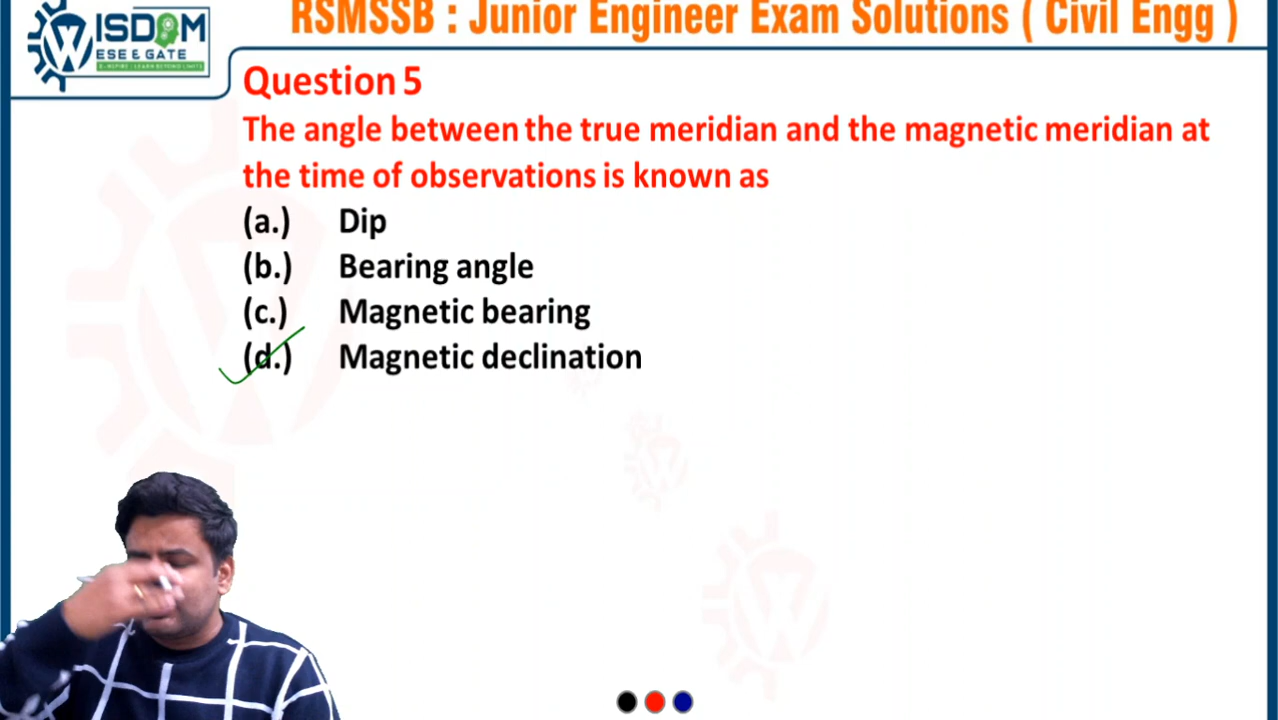 RSMSSB : Junior Engineer Exam Solutions ( Civil Engg )
ISDOM
ESE & GATE
Question 5
The angle between the true meridian and the magnetic meridian at
the time of observations is known as
(a.) Dip
(b.) Bearing angle
(c.) Magnetic bearing
(d.) Magnetic declination